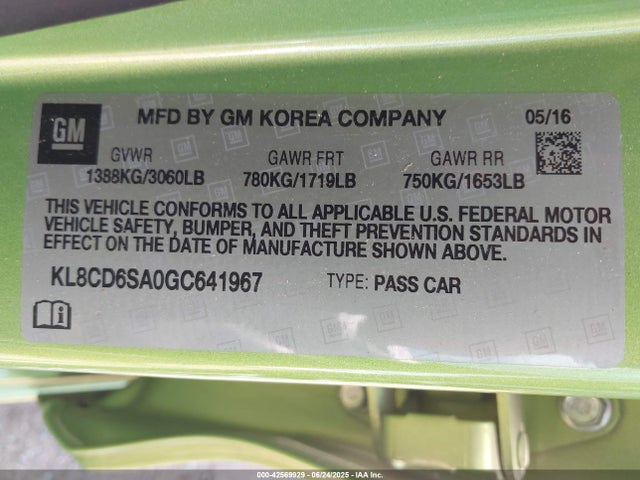 GM MFD BY GM KOREA COMPANY 05/16
GVWR GAWR FRT GAWR RR
1388KG/3060LB 780KG/1719LB 750KG/1653LB
THIS VEHICLE CONFORMS TO ALL APPLICABLE U.S. FEDERAL MOTOR
VEHICLE SAFETY, BUMPER, AND THEFT PREVENTION STANDARDS IN
EFFECT ON THE DATE OF MANUFACTURE SHOWN ABOVE.
KL8CD6SA0GC641967 TYPE: PASS CAR
000-42569929 - 06/24/2025 - IAA Inc.